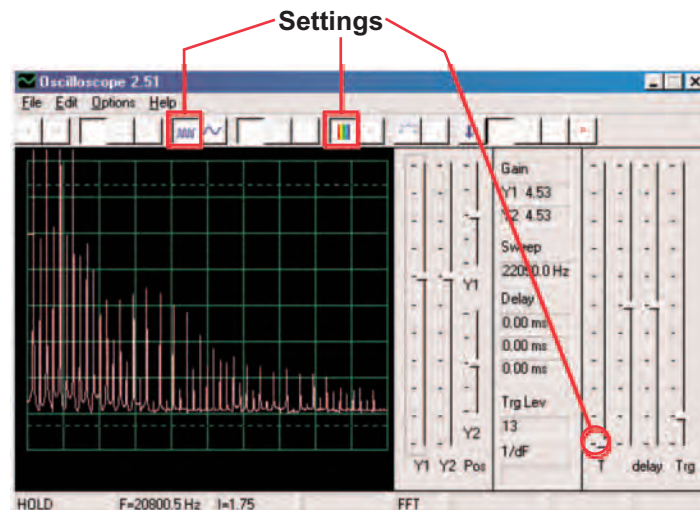 Settings
Oscilloscope 2.51
File Edit Options Help
Gain
Y1 4.53
Y2 4.53
Sweep
22050.0 Hz
Delay
0.00 ms
0.00 ms
0.00 ms
Trg Lev
13
1/dF
Y1
Y2
Y1 Y2 Pos
T delay Trg
HOLD F=20800.5 Hz I=1.75 FFT